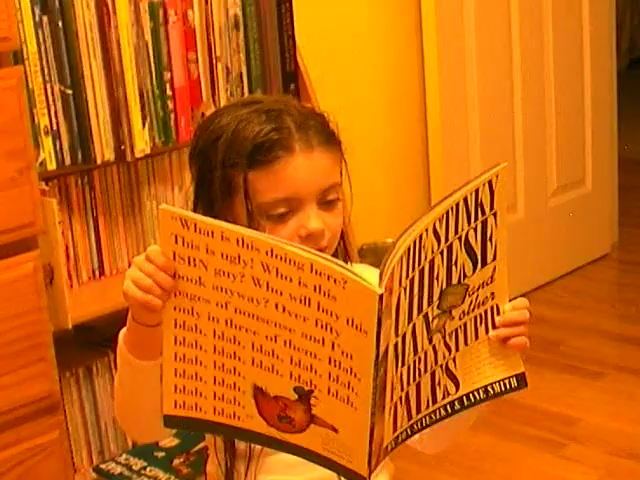 "What is this doing here?
This is ugly! Who is this
ISBN guy? Who will buy this
book anyway? Over fifty
pages of nonsense and I'm
only in three of them. Blah,
blah, blah, blah, blah, blah,
blah, blah, blah, blah, blah,
blah, blah,
blah, blah,
blah, blah,
blah, blah
THE STINKY
CHEESE
MAN and
other
FAIRLY STUPID
TALES
BY JON SCIESZKA & LANE SMITH